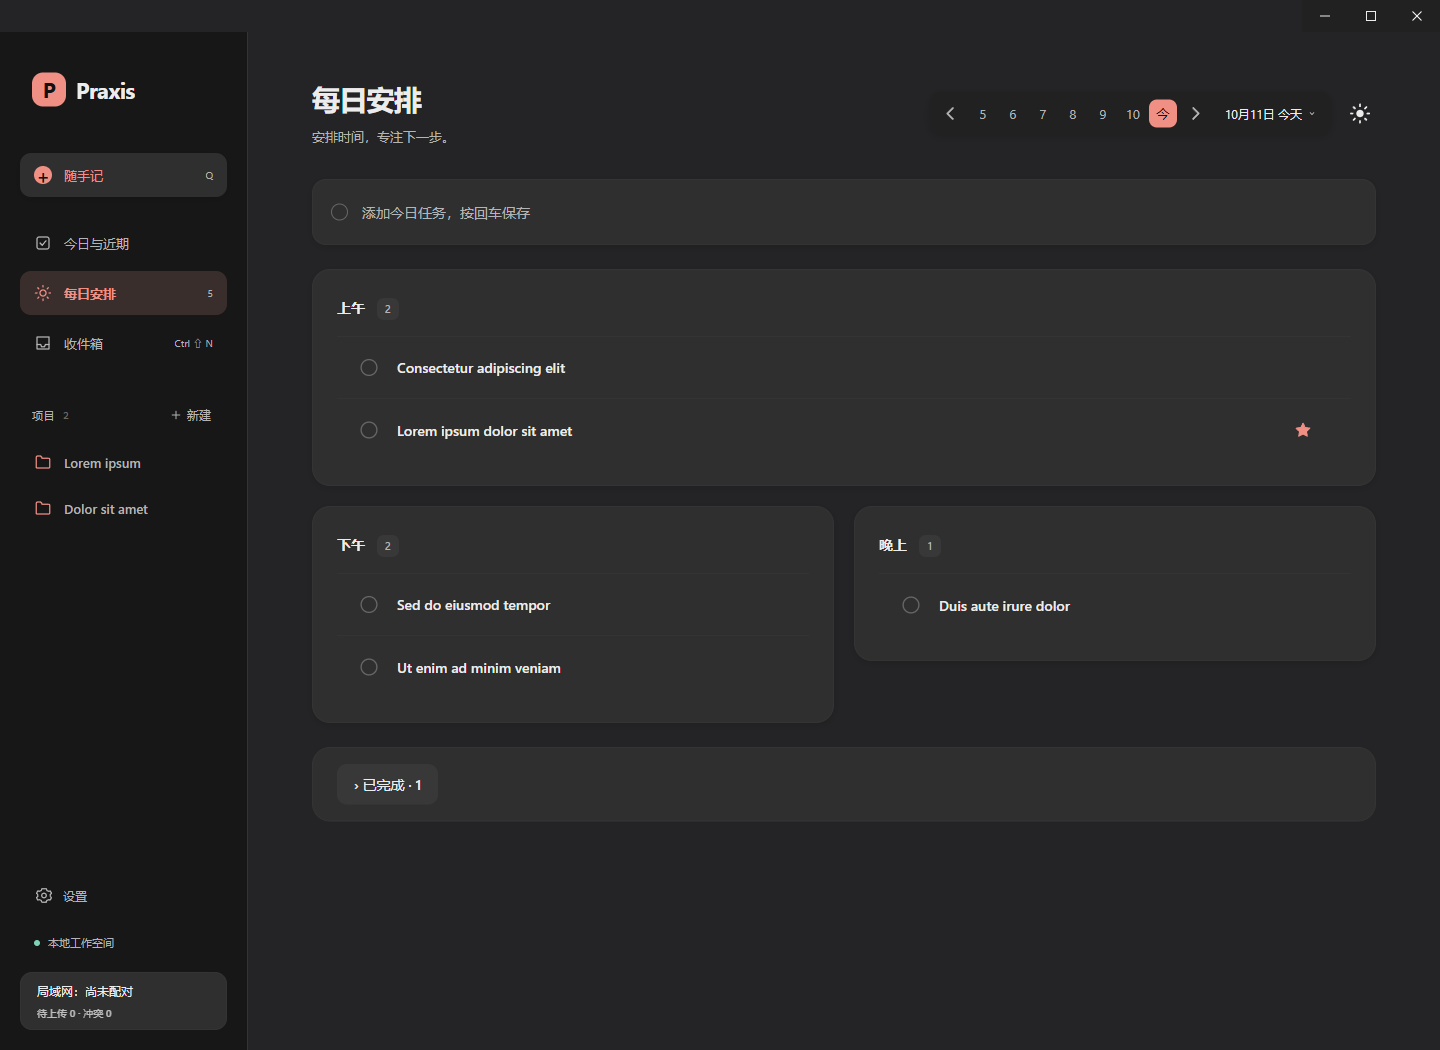 P Praxis
随手记 Q
今日与近期
每日安排 5
收件箱 Ctrl ⇧ N
项目 2 + 新建
Lorem ipsum
Dolor sit amet
设置
本地工作空间
局域网：尚未配对
待上传 0 · 冲突 0
每日安排
安排时间，专注下一步。
5 6 7 8 9 10 今 10月11日 今天
添加今日任务，按回车保存
上午 2
Consectetur adipiscing elit
Lorem ipsum dolor sit amet
下午 2
Sed do eiusmod tempor
Ut enim ad minim veniam
晚上 1
Duis aute irure dolor
› 已完成 · 1